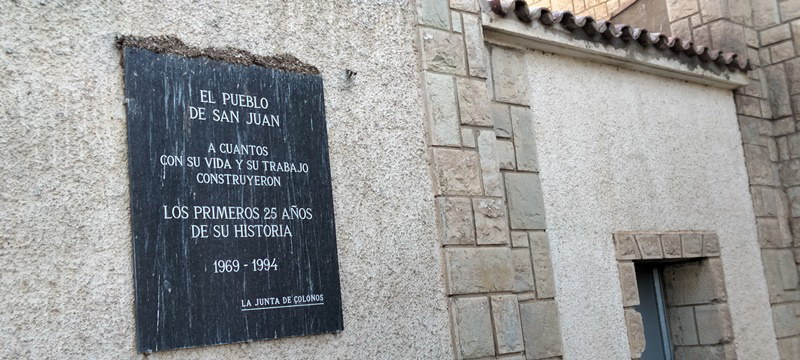 EL PUEBLO
DE SAN JUAN
A CUANTOS
CON SU VIDA Y SU TRABAJO
CONSTRUYERON
LOS PRIMEROS 25 AÑOS
DE SU HISTORIA
1969 - 1994
LA JUNTA DE COLONOS